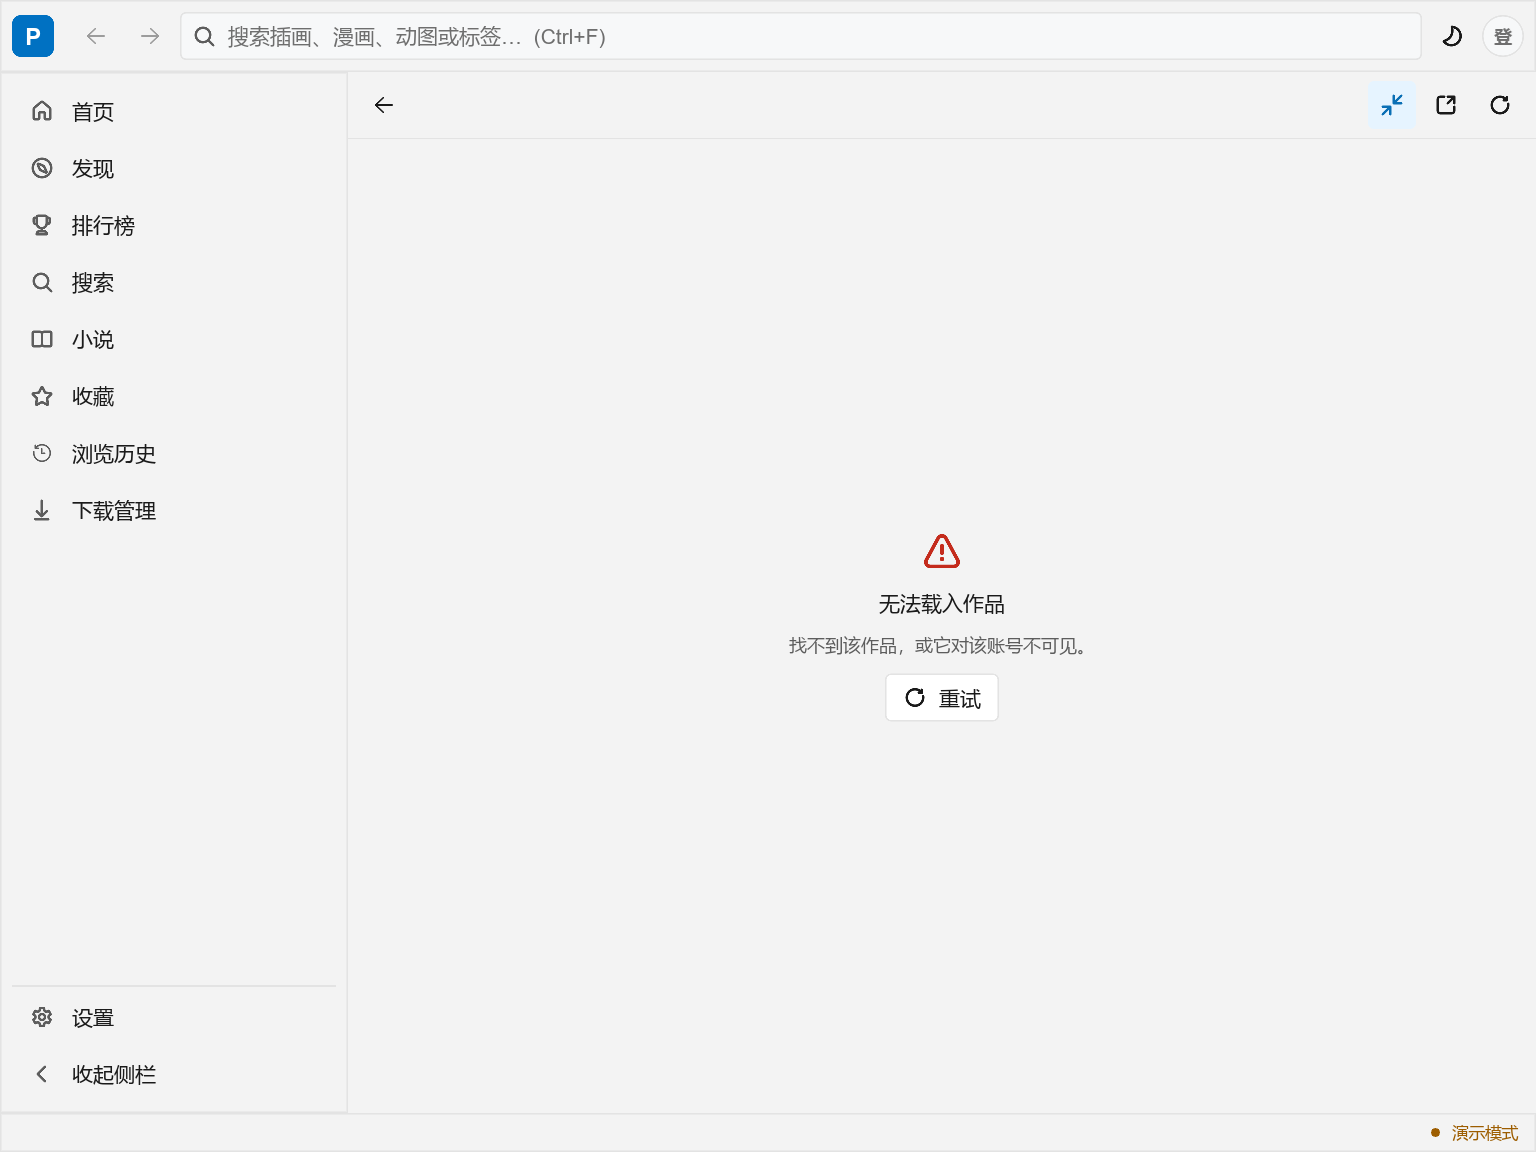 P
搜索插画、漫画、动图或标签… (Ctrl+F)
登
首页
发现
排行榜
搜索
小说
收藏
浏览历史
下载管理
无法载入作品
找不到该作品，或它对该账号不可见。
重试
设置
收起侧栏
演示模式